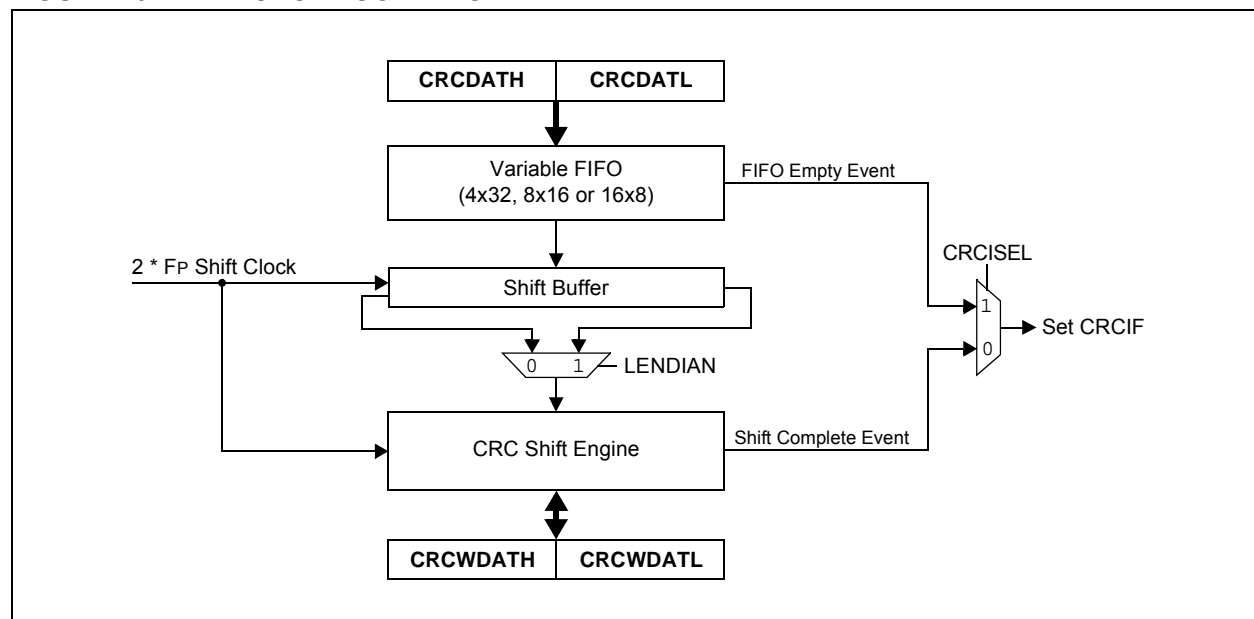 CRCDATH CRCDATL
Variable FIFO
(4x32, 8x16 or 16x8)
FIFO Empty Event
CRCISEL
2 * FP Shift Clock
Shift Buffer
1
Set CRCIF
0
0 1
LENDIAN
CRC Shift Engine
Shift Complete Event
CRCWDATH CRCWDATL